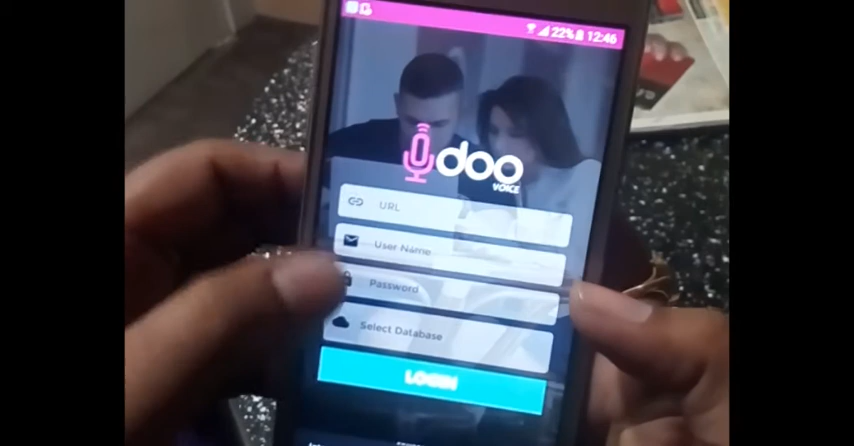 22% 12:46
doo
VOICE
URL
User Name
Password
Select Database
LOGIN